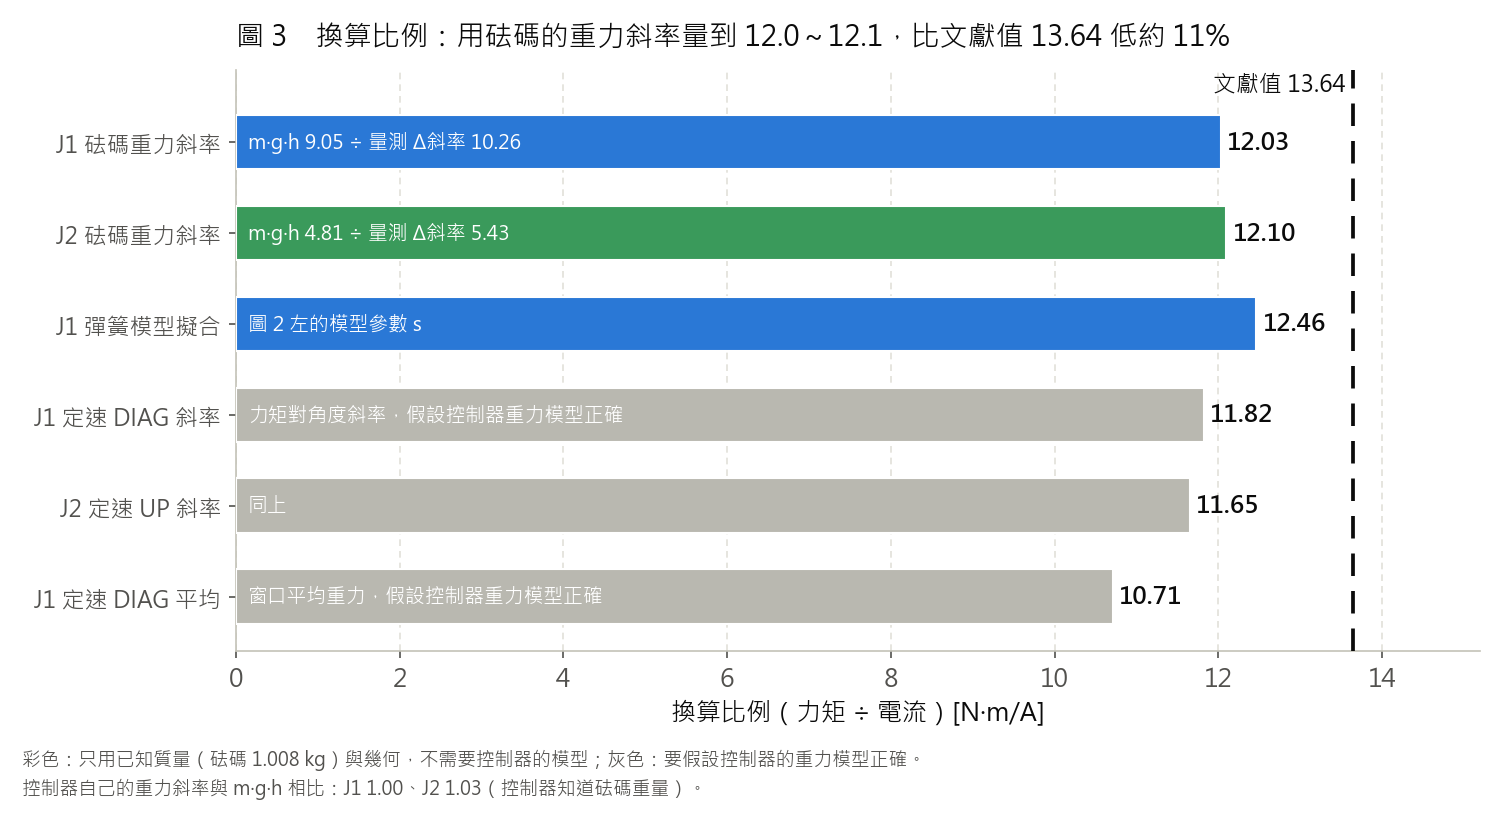 圖 3　換算比例：用砝碼的重力斜率量到 12.0～12.1，比文獻值 13.64 低約 11%
文獻值 13.64
J1 砝碼重力斜率
m·g·h 9.05 ÷ 量測 Δ斜率 10.26
12.03
J2 砝碼重力斜率
m·g·h 4.81 ÷ 量測 Δ斜率 5.43
12.10
J1 彈簧模型擬合
圖 2 左的模型參數 s
12.46
J1 定速 DIAG 斜率
力矩對角度斜率，假設控制器重力模型正確
11.82
J2 定速 UP 斜率
同上
11.65
J1 定速 DIAG 平均
窗口平均重力，假設控制器重力模型正確
10.71
0 2 4 6 8 10 12 14
換算比例（力矩 ÷ 電流）[N·m/A]
彩色：只用已知質量（砝碼 1.008 kg）與幾何，不需要控制器的模型；灰色：要假設控制器的重力模型正確。
控制器自己的重力斜率與 m·g·h 相比：J1 1.00、J2 1.03（控制器知道砝碼重量）。